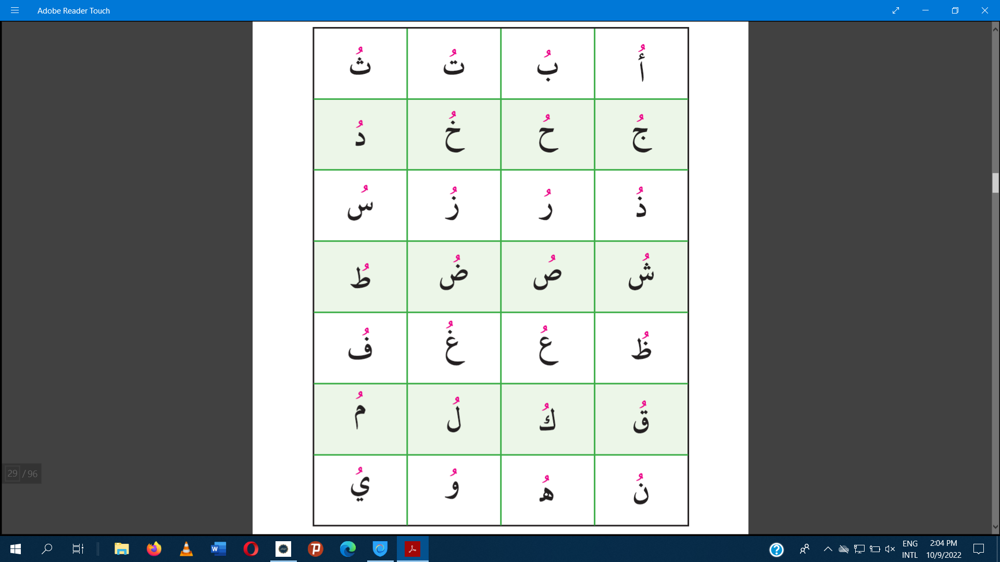 Adobe Reader Touch
أُ بُ تُ ثُ
جُ حُ خُ دُ
ذُ رُ زُ سُ
شُ صُ ضُ طُ
ظُ عُ غُ فُ
قُ كُ لُ مُ
نُ هُ وُ يُ
29 / 96
ENG
INTL
2:04 PM
10/9/2022